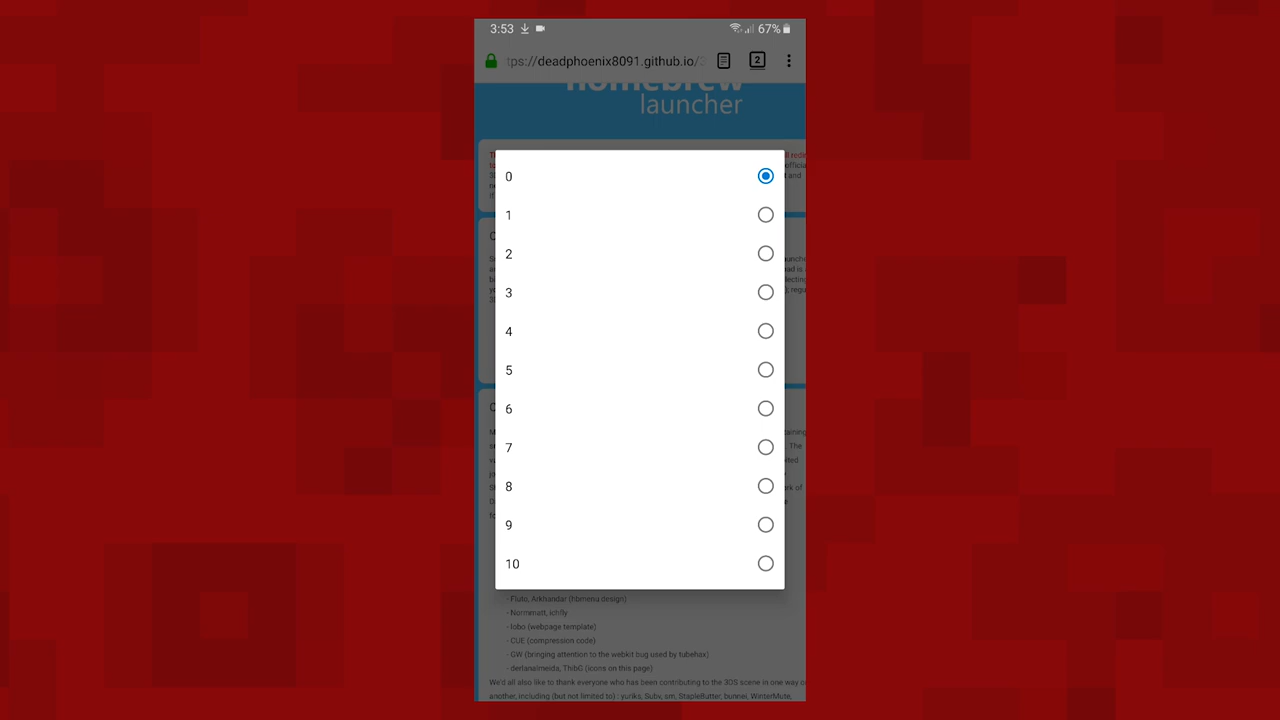 3:53 67%
tps://deadphoenix8091.github.io/3 2
homebrew
launcher
0
1
2
3
4
5
6
7
8
9
10
- Fluto, Arkhandar (hbmenu design)
- Normmatt, ichfly
- lobo (webpage template)
- CUE (compression code)
- GW (bringing attention to the webkit bug used by tubehax)
- derlanalmeida, ThibG (icons on this page)
We'd all also like to thank everyone who has been contributing to the 3DS scene in one way o
another, including (but not limited to) : yuriks, Subv, am, StapleButter, bunnei, WinterMute,